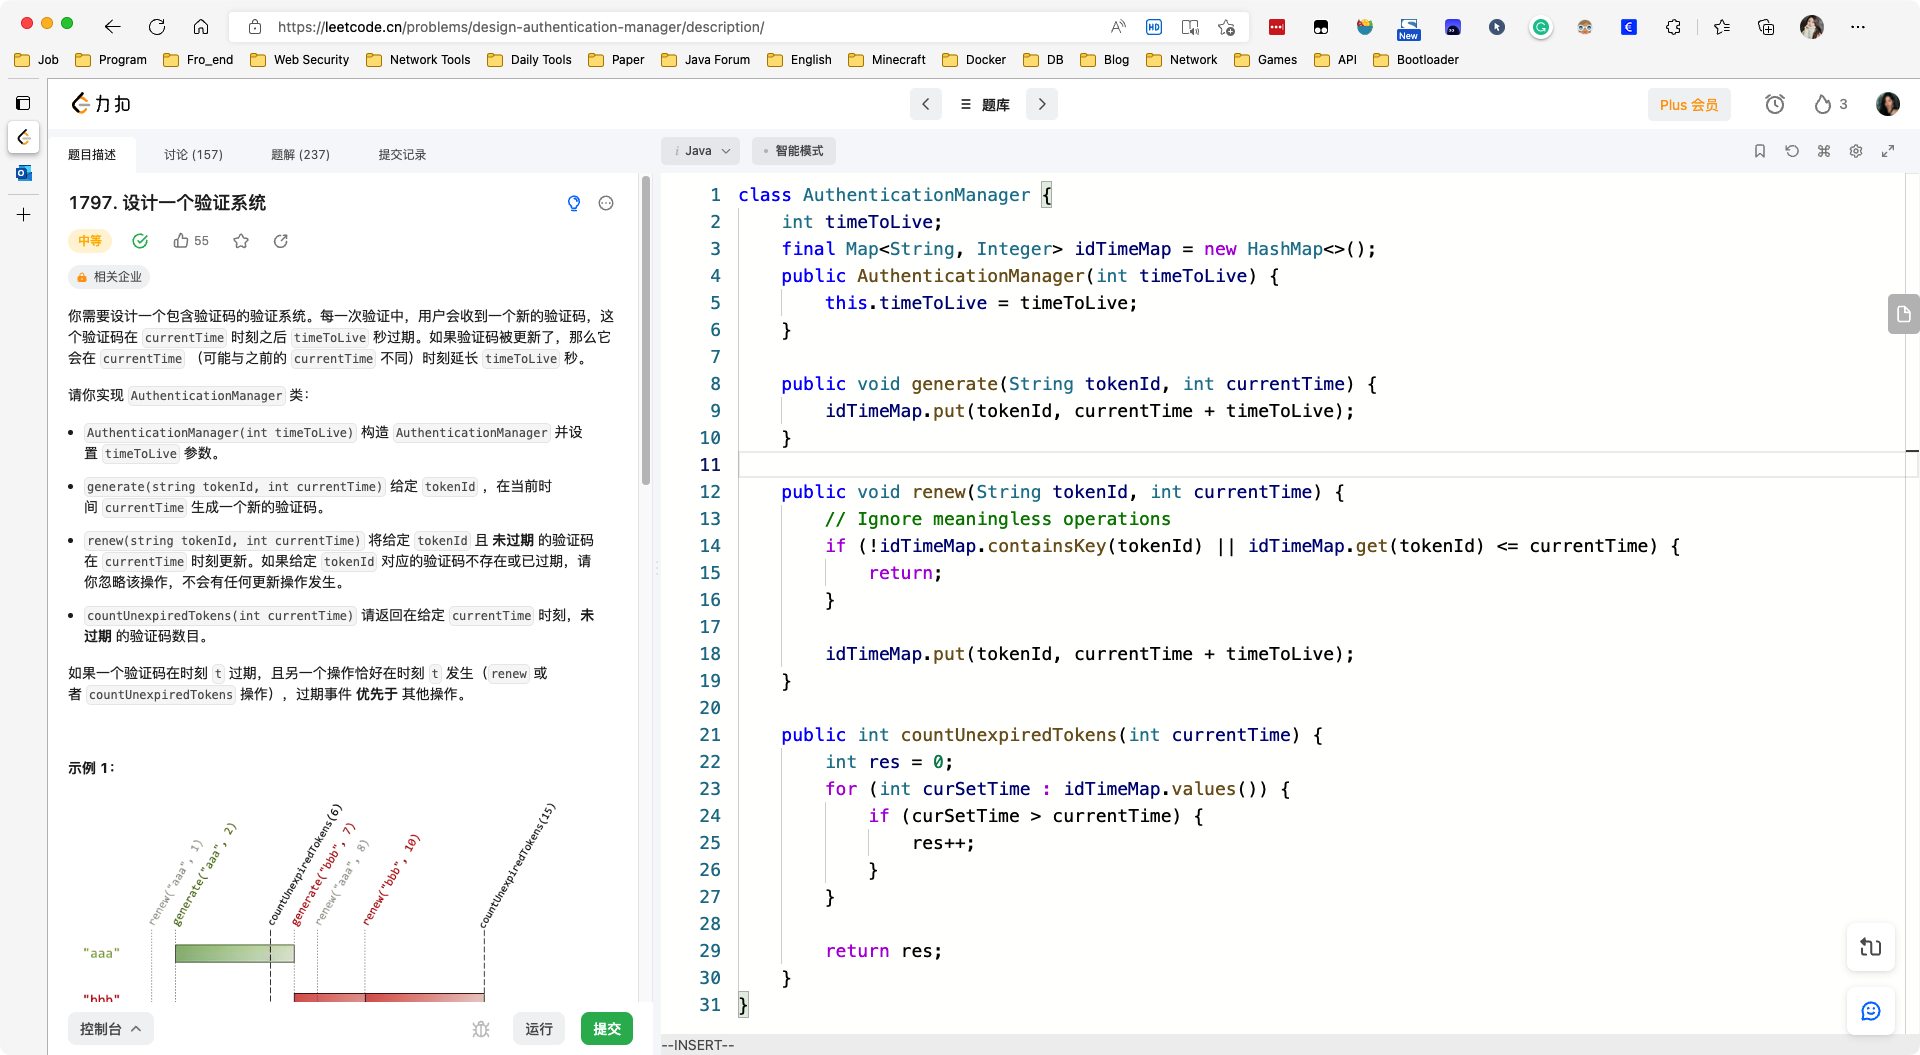 https://leetcode.cn/problems/design-authentication-manager/description/
HD
New
Job
Program
Fro_end
Web Security
Network Tools
Daily Tools
Paper
Java Forum
English
Minecraft
Docker
DB
Blog
Network
Games
API
Bootloader
力扣
题库
Plus 会员
3
题目描述
讨论 (157)
题解 (237)
提交记录
i Java
智能模式
1797. 设计一个验证系统
中等
55
相关企业
你需要设计一个包含验证码的验证系统。每一次验证中，用户会收到一个新的验证码，这
个验证码在 currentTime 时刻之后 timeToLive 秒过期。如果验证码被更新了，那么它
会在 currentTime （可能与之前的 currentTime 不同）时刻延长 timeToLive 秒。
请你实现 AuthenticationManager 类：
• AuthenticationManager(int timeToLive) 构造 AuthenticationManager 并设
置 timeToLive 参数。
• generate(string tokenId, int currentTime) 给定 tokenId ，在当前时
间 currentTime 生成一个新的验证码。
• renew(string tokenId, int currentTime) 将给定 tokenId 且 未过期 的验证码
在 currentTime 时刻更新。如果给定 tokenId 对应的验证码不存在或已过期，请
你忽略该操作，不会有任何更新操作发生。
• countUnexpiredTokens(int currentTime) 请返回在给定 currentTime 时刻，未
过期 的验证码数目。
如果一个验证码在时刻 t 过期，且另一个操作恰好在时刻 t 发生（renew 或
者 countUnexpiredTokens 操作），过期事件 优先于 其他操作。
示例 1：
renew("aaa", 1)
generate("aaa", 2)
countUnexpiredTokens(6)
generate("bbb", 7)
renew("aaa", 8)
renew("bbb", 10)
countUnexpiredTokens(15)
"aaa"
"bbb"
控制台
运行
提交
1 class AuthenticationManager {
2 int timeToLive;
3 final Map<String, Integer> idTimeMap = new HashMap<>();
4 public AuthenticationManager(int timeToLive) {
5 this.timeToLive = timeToLive;
6 }
7
8 public void generate(String tokenId, int currentTime) {
9 idTimeMap.put(tokenId, currentTime + timeToLive);
10 }
11
12 public void renew(String tokenId, int currentTime) {
13 // Ignore meaningless operations
14 if (!idTimeMap.containsKey(tokenId) || idTimeMap.get(tokenId) <= currentTime) {
15 return;
16 }
17
18 idTimeMap.put(tokenId, currentTime + timeToLive);
19 }
20
21 public int countUnexpiredTokens(int currentTime) {
22 int res = 0;
23 for (int curSetTime : idTimeMap.values()) {
24 if (curSetTime > currentTime) {
25 res++;
26 }
27 }
28
29 return res;
30 }
31 }
--INSERT--